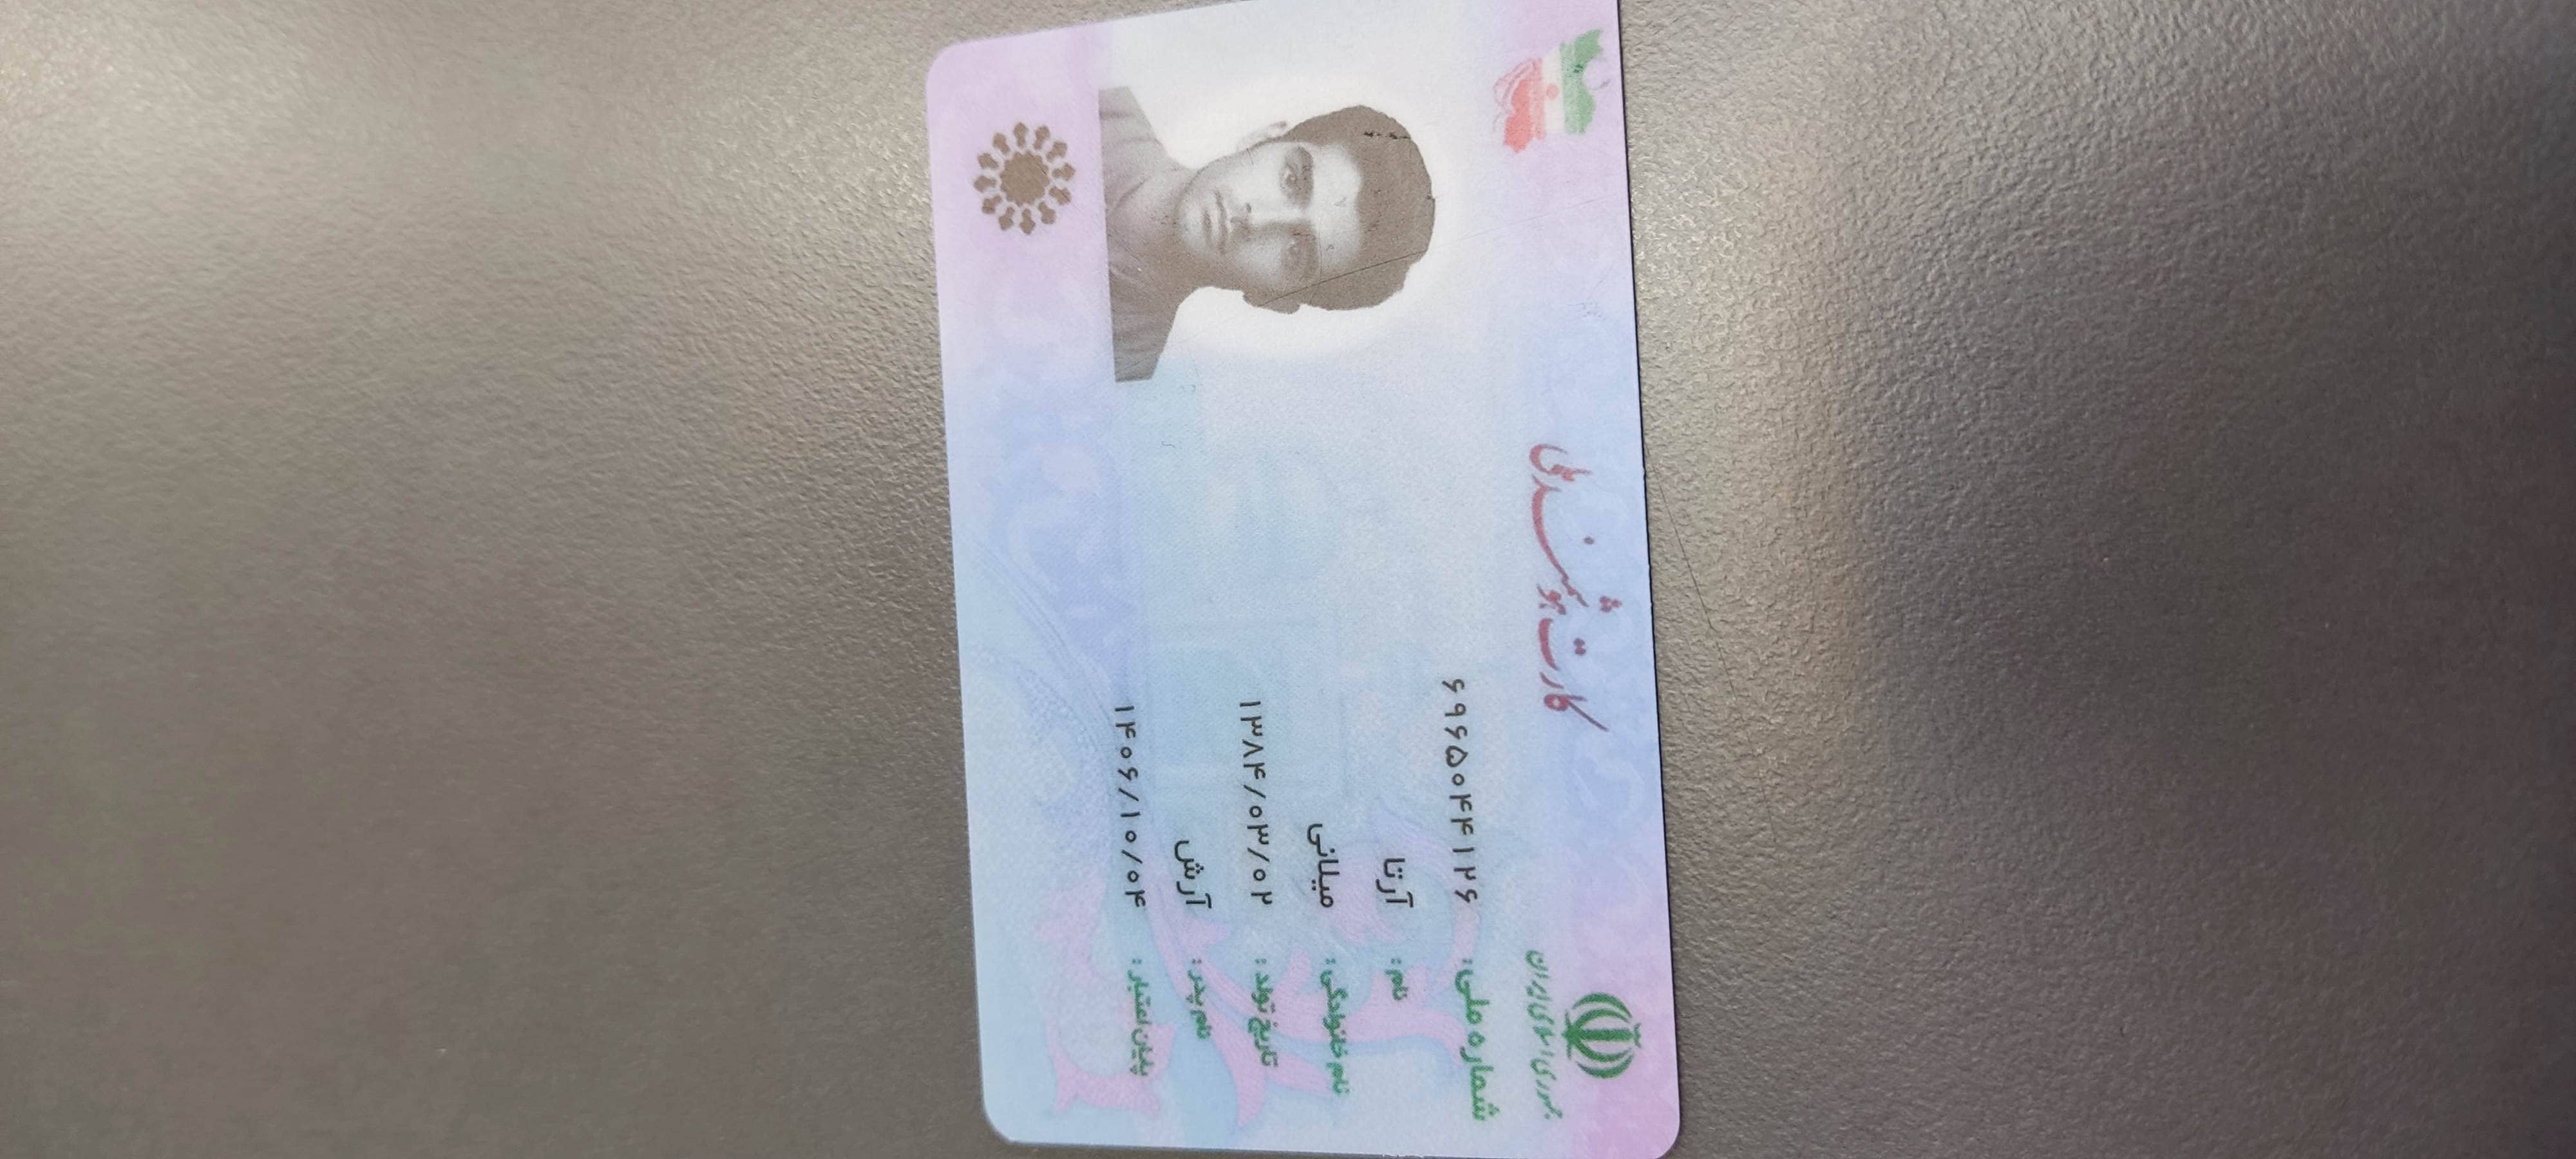 جمهوری اسلامی ایران
کارت هوشمند ملی
شماره ملی: ۶۹۶۵۰۴۴۱۲۶
نام: آرتا
نام خانوادگی: میلانی
تاریخ تولد: ۱۳۸۴/۰۳/۰۲
نام پدر: آرش
پایان اعتبار: ۱۴۰۶/۱۰/۰۴